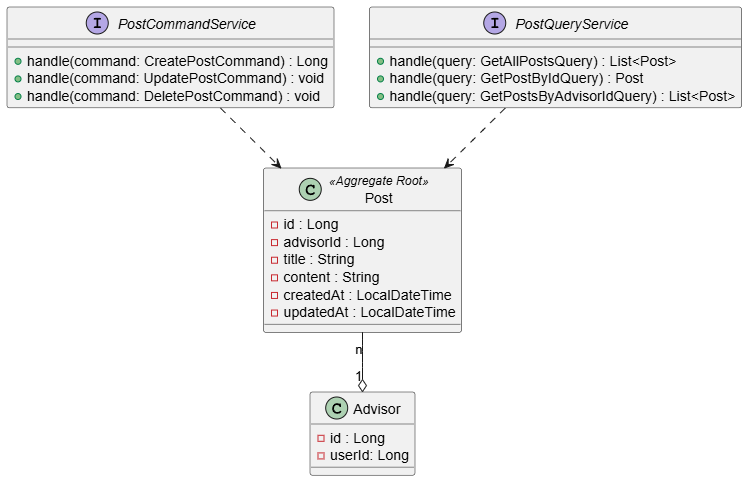 I PostCommandService
handle(command: CreatePostCommand) : Long
handle(command: UpdatePostCommand) : void
handle(command: DeletePostCommand) : void
I PostQueryService
handle(query: GetAllPostsQuery) : List<Post>
handle(query: GetPostByIdQuery) : Post
handle(query: GetPostsByAdvisorIdQuery) : List<Post>
«Aggregate Root»
C Post
id : Long
advisorId : Long
title : String
content : String
createdAt : LocalDateTime
updatedAt : LocalDateTime
n
1
C Advisor
id : Long
userId: Long